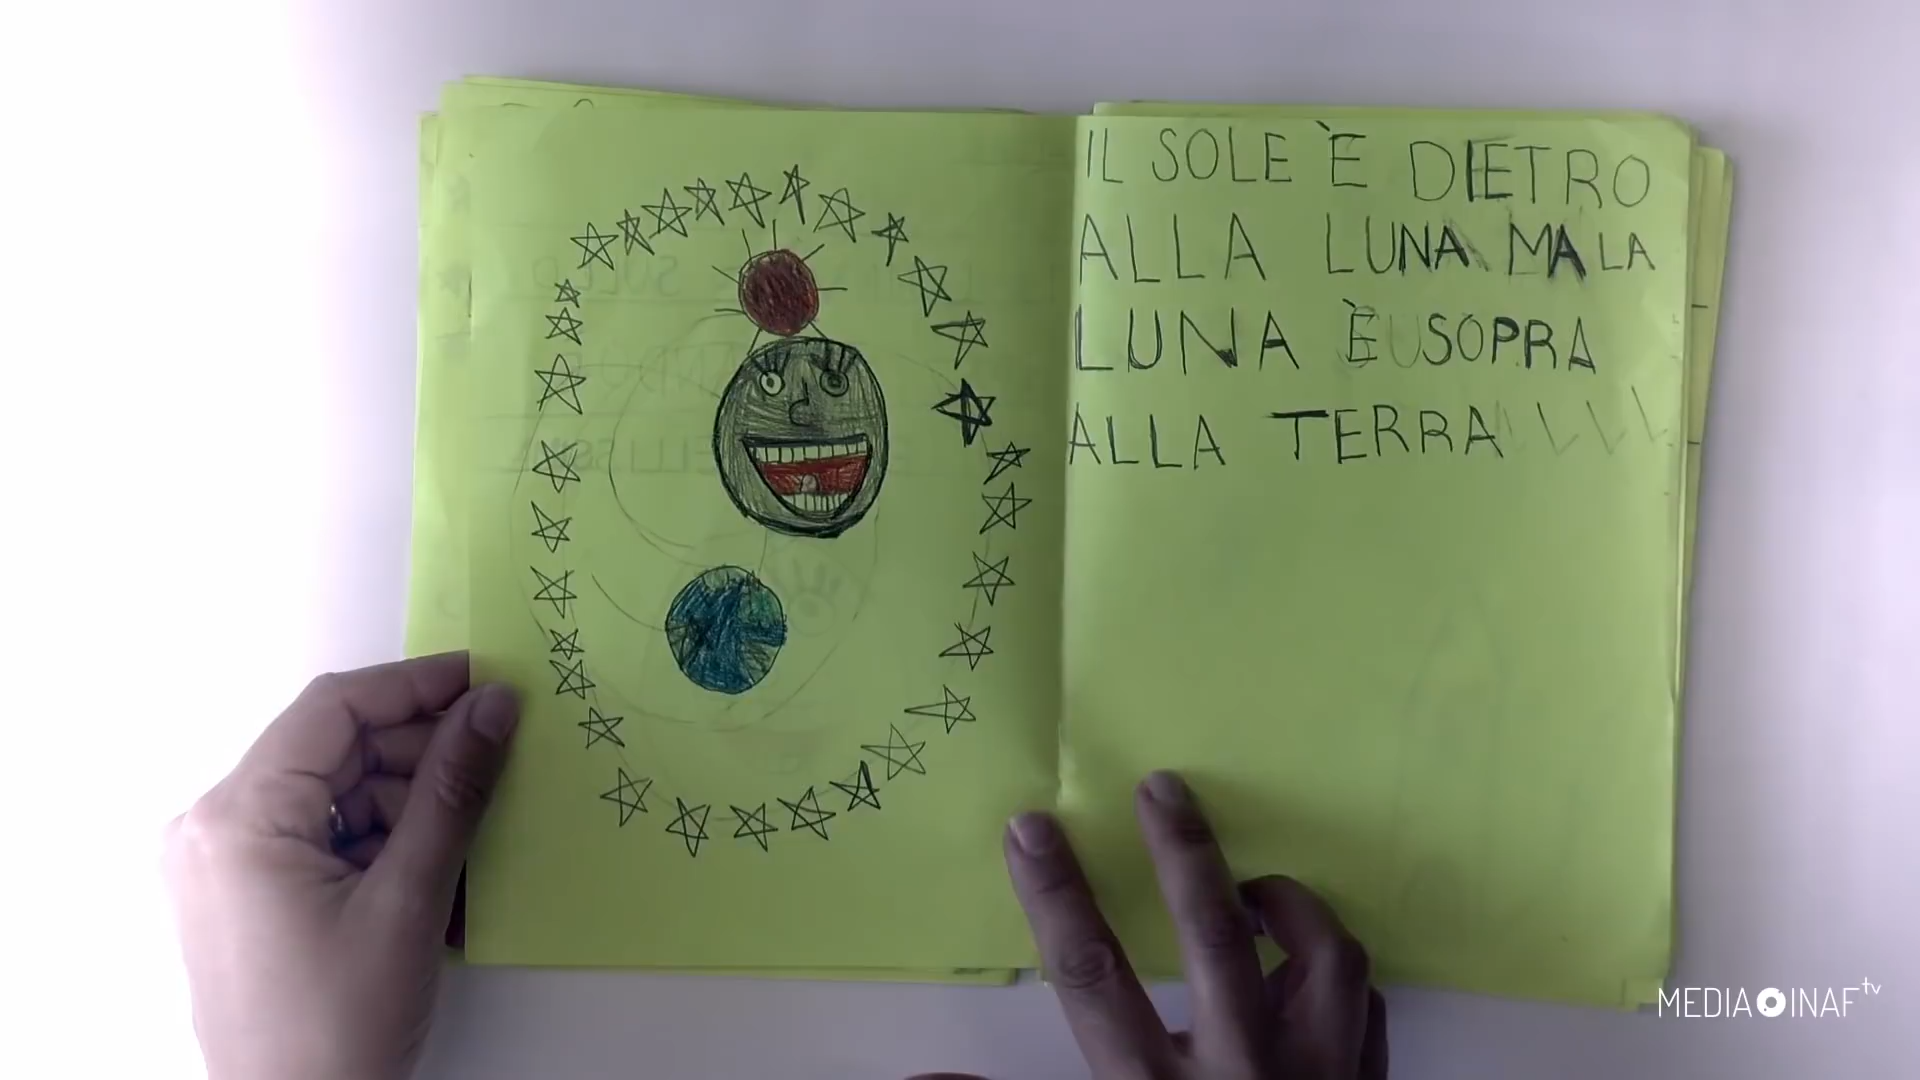 IL SOLE È DIETRO
ALLA LUNA MA LA
LUNA È SOPRA
ALLA TERRA
MEDIA INAF tv